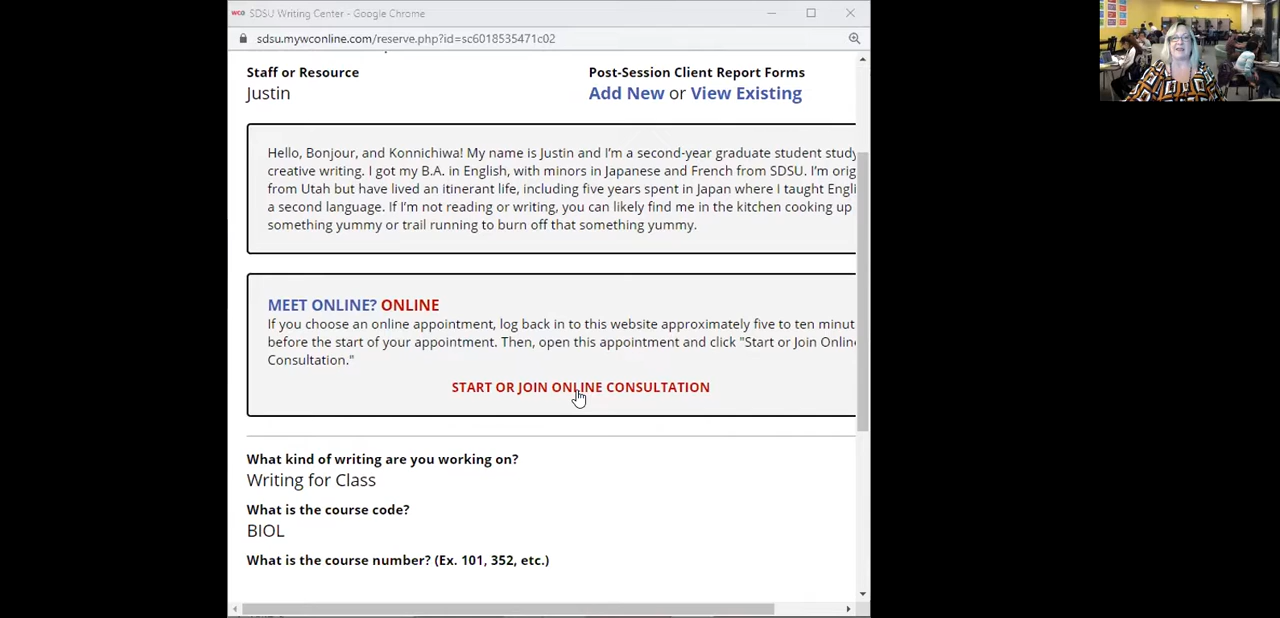 WCO SDSU Writing Center - Google Chrome
sdsu.mywconline.com/reserve.php?id=sc6018535471c02
Staff or Resource
Justin
Post-Session Client Report Forms
Add New or View Existing
Hello, Bonjour, and Konnichiwa! My name is Justin and I'm a second-year graduate student study
creative writing. I got my B.A. in English, with minors in Japanese and French from SDSU. I'm orig
from Utah but have lived an itinerant life, including five years spent in Japan where I taught Engli
a second language. If I'm not reading or writing, you can likely find me in the kitchen cooking up
something yummy or trail running to burn off that something yummy.
MEET ONLINE? ONLINE
If you choose an online appointment, log back in to this website approximately five to ten minut
before the start of your appointment. Then, open this appointment and click "Start or Join Onlin
Consultation."
START OR JOIN ONLINE CONSULTATION
What kind of writing are you working on?
Writing for Class
What is the course code?
BIOL
What is the course number? (Ex. 101, 352, etc.)